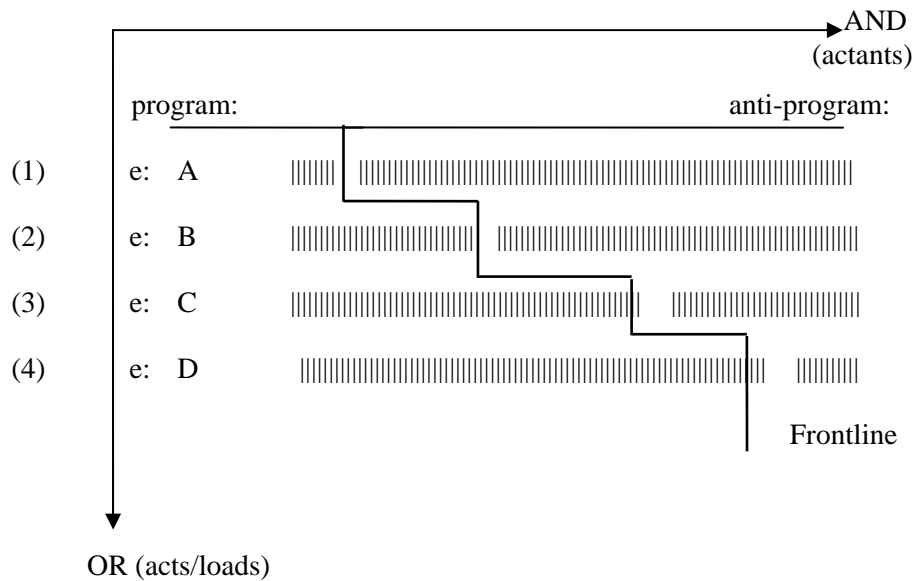 AND
(actants)
program: anti-program:
(1) e: A
(2) e: B
(3) e: C
(4) e: D
Frontline
OR (acts/loads)